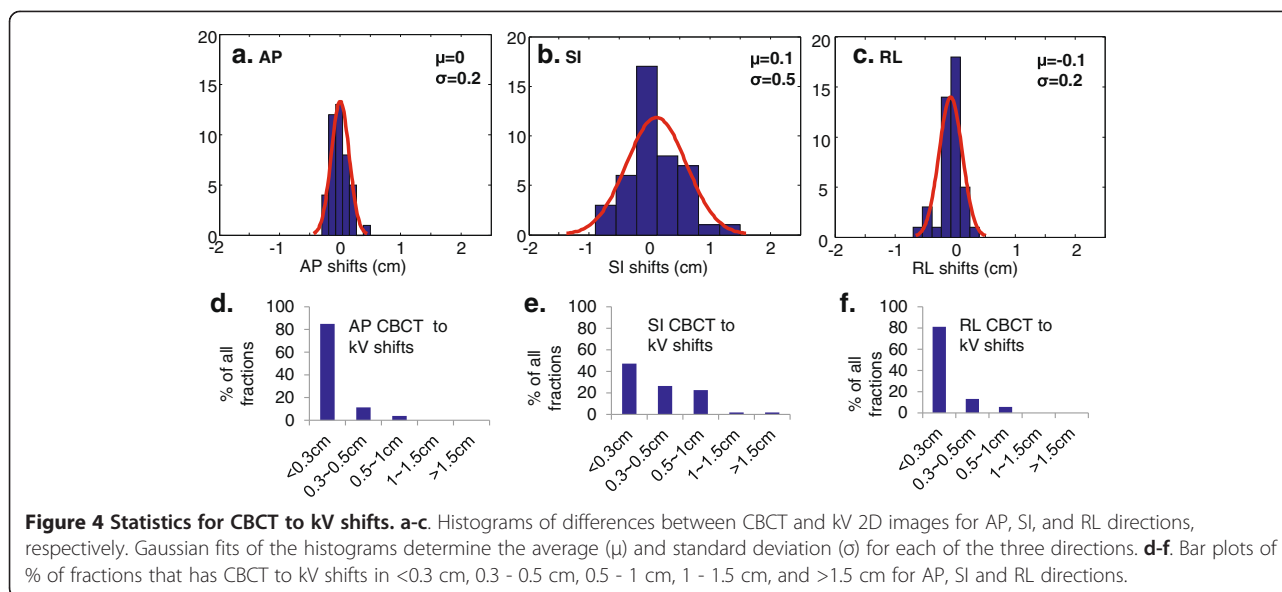 20
15
10
5
0
-2
-1
0
1
2
a. AP
μ=0
σ=0.2
AP shifts (cm)
20
15
10
5
0
-2
-1
0
1
2
b. SI
μ=0.1
σ=0.5
SI shifts (cm)
20
15
10
5
0
-2
-1
0
1
2
c. RL
μ=-0.1
σ=0.2
RL shifts (cm)
d.
% of all
fractions
100
80
60
40
20
0
AP CBCT to
kV shifts
<0.3cm
0.3~0.5cm
0.5~1cm
1~1.5cm
>1.5cm
e.
% of all
fractions
100
80
60
40
20
0
SI CBCT to
kV shifts
<0.3cm
0.3~0.5cm
0.5~1cm
1~1.5cm
>1.5cm
f.
% of all
fractions
100
80
60
40
20
0
RL CBCT to
kV shifts
<0.3cm
0.3~0.5cm
0.5~1cm
1~1.5cm
>1.5cm
Figure 4 Statistics for CBCT to kV shifts. a-c. Histograms of differences between CBCT and kV 2D images for AP, SI, and RL directions,
respectively. Gaussian fits of the histograms determine the average (μ) and standard deviation (σ) for each of the three directions. d-f. Bar plots of
% of fractions that has CBCT to kV shifts in <0.3 cm, 0.3 - 0.5 cm, 0.5 - 1 cm, 1 - 1.5 cm, and >1.5 cm for AP, SI and RL directions.